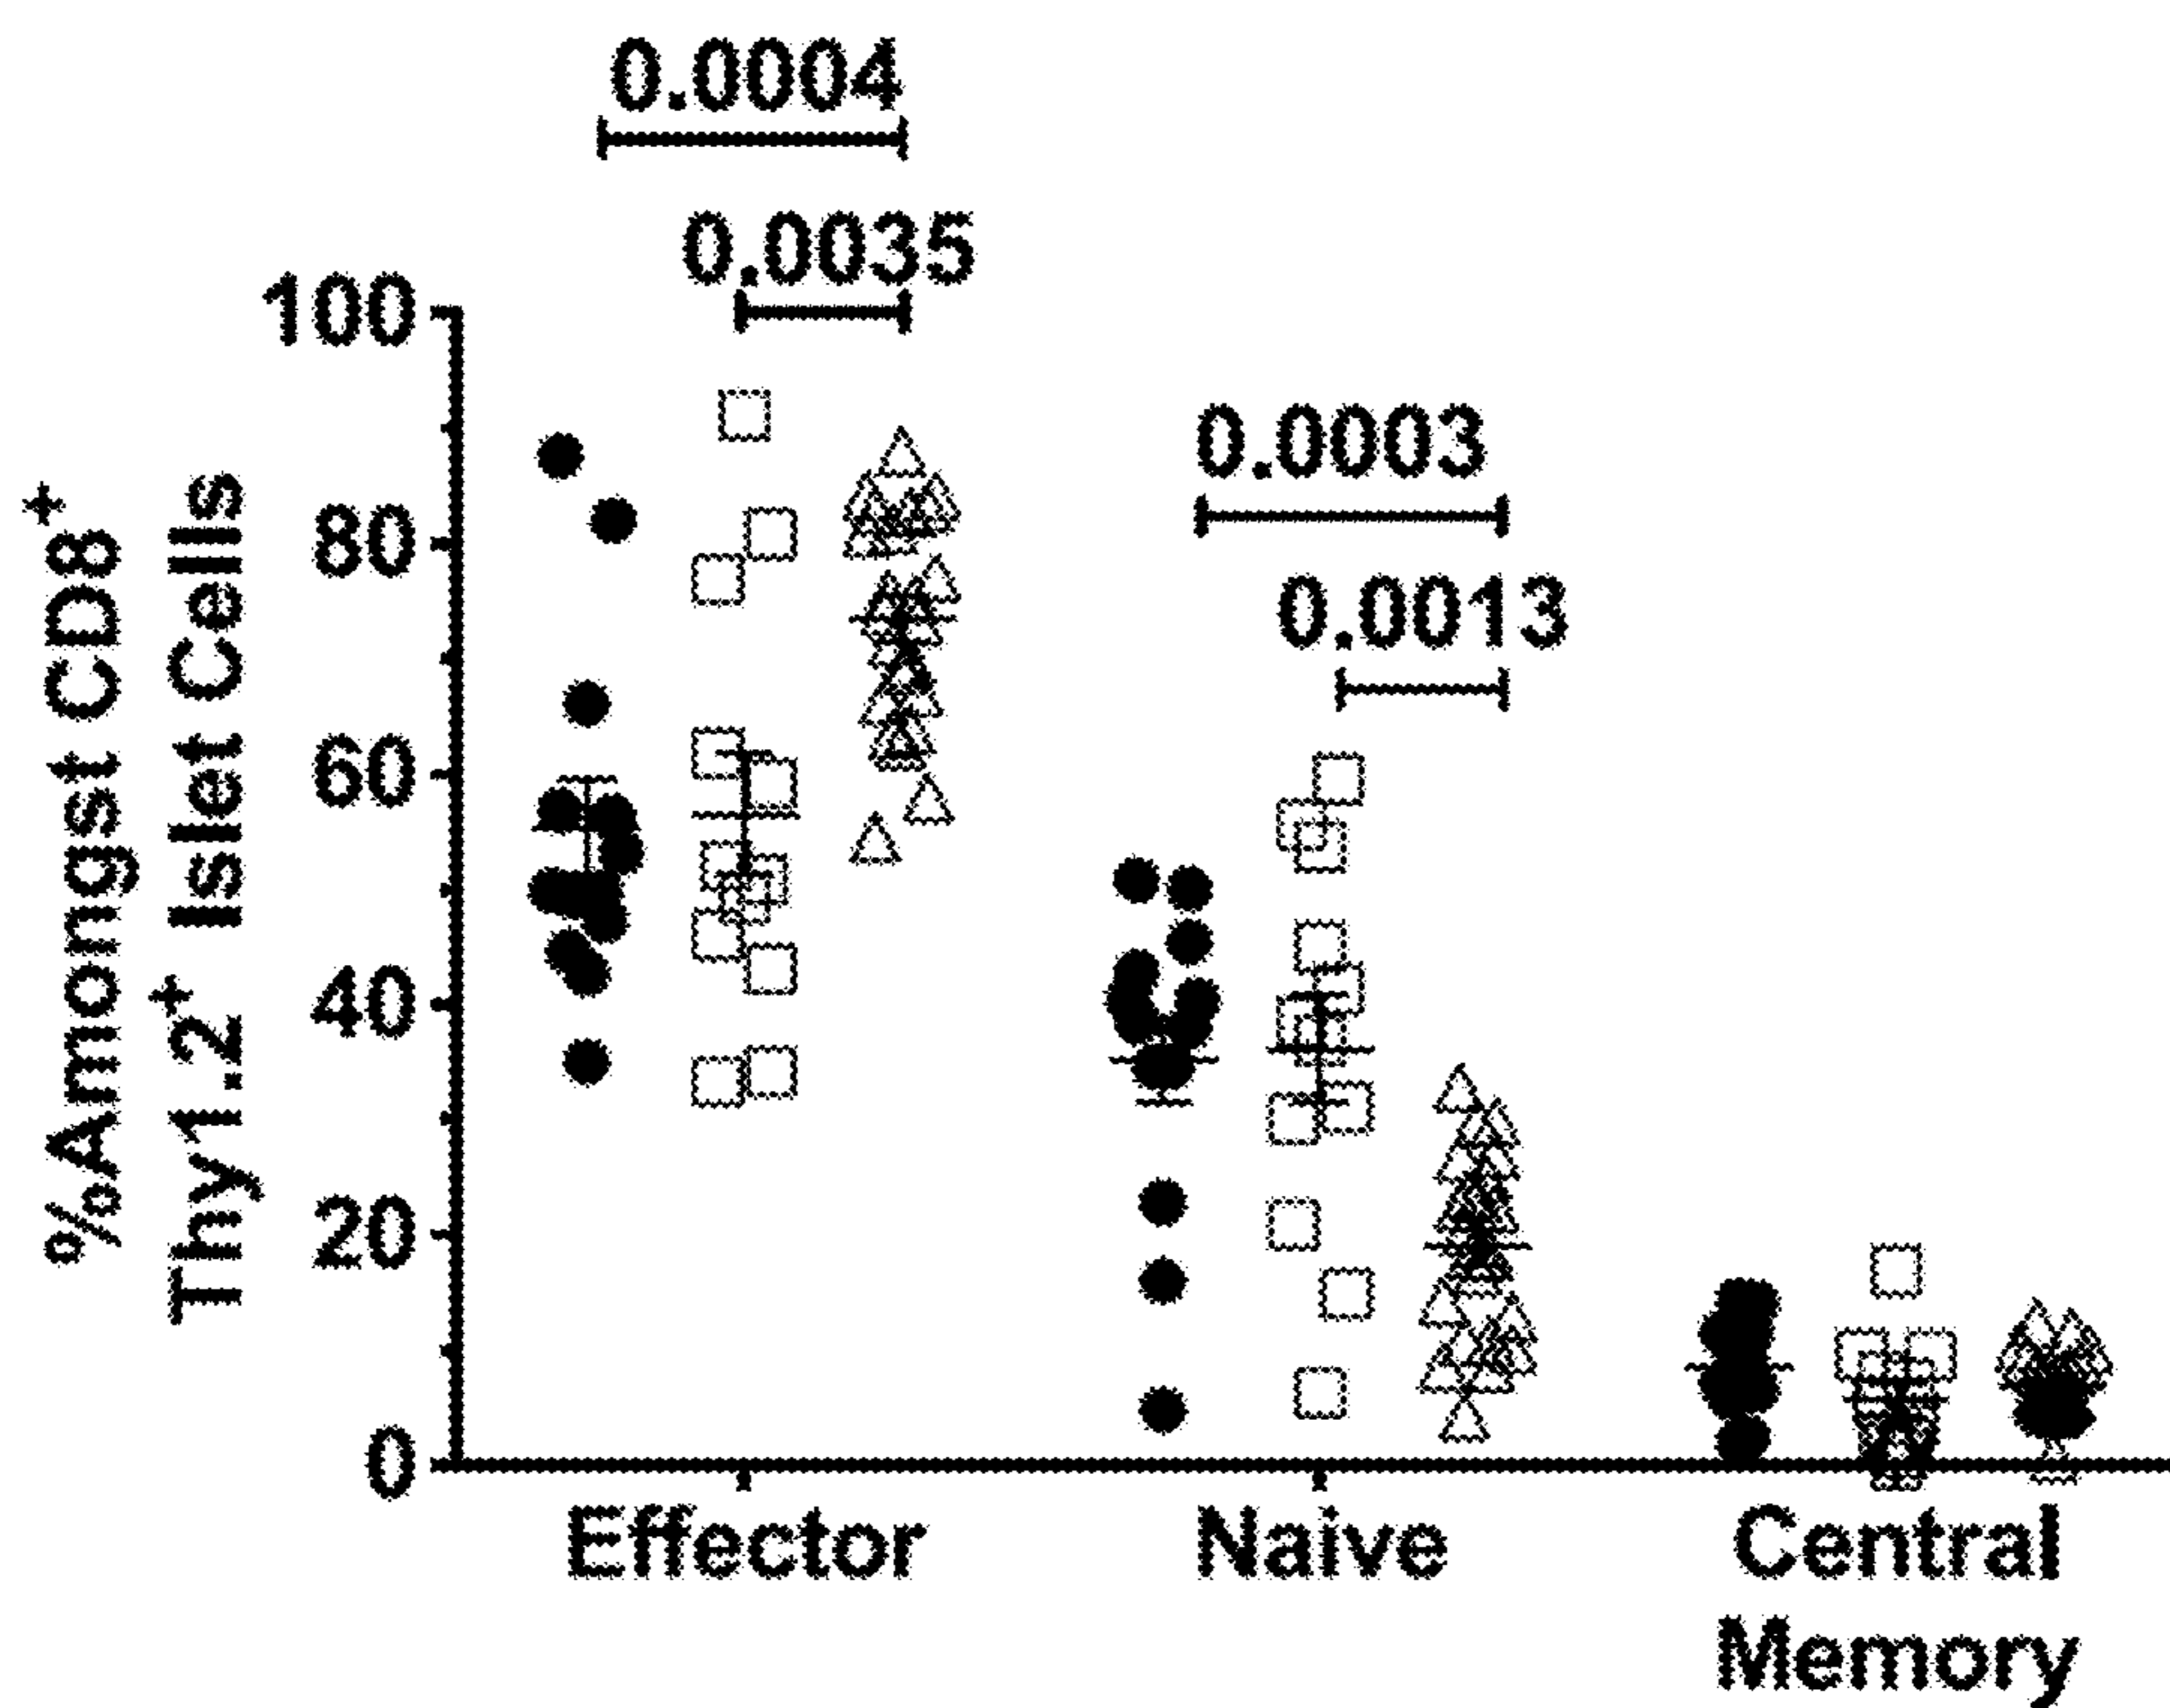 0.0004
0.0035
0.0003
0.0013
%Amongst CD8+
Thy1.2+ Islet Cells
100
80
60
40
20
0
Effector
Naive
Central
Memory